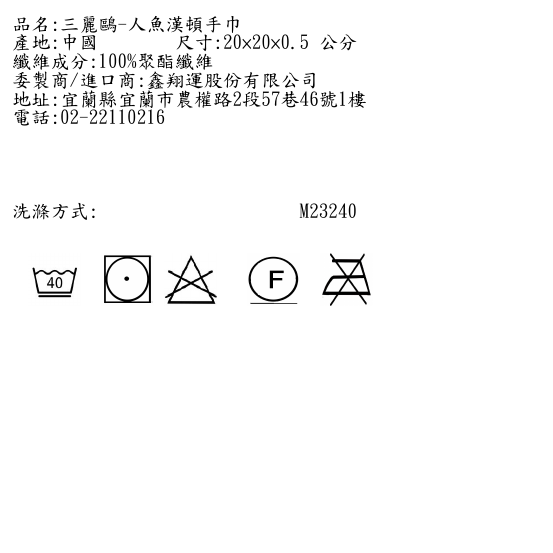 品名:三麗鷗-人魚漢頓手巾
產地:中國 尺寸:20×20×0.5 公分
纖維成分:100%聚酯纖維
委製商/進口商:鑫翔運股份有限公司
地址:宜蘭縣宜蘭市農權路2段57巷46號1樓
電話:02-22110216
洗滌方式: M23240
40 F